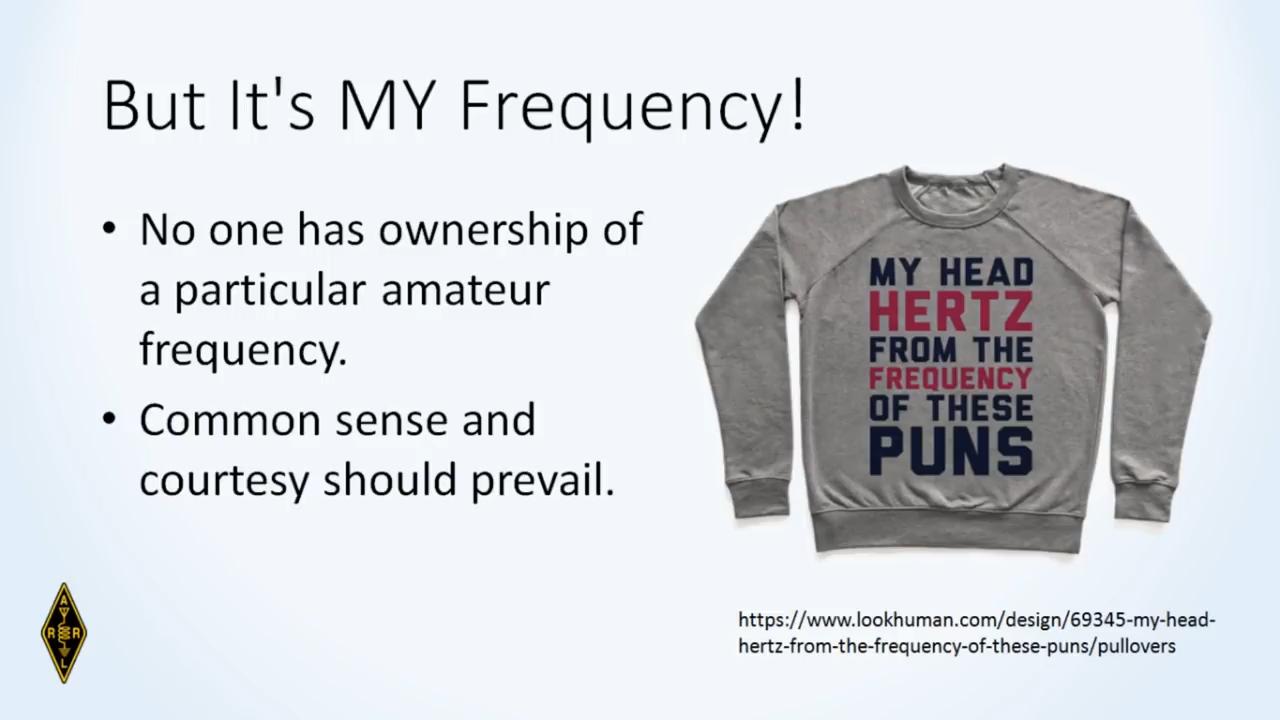 But It's MY Frequency!
• No one has ownership of
a particular amateur
frequency.
• Common sense and
courtesy should prevail.
MY HEAD
HERTZ
FROM THE
FREQUENCY
OF THESE
PUNS
A
R R
L
https://www.lookhuman.com/design/69345-my-head-
hertz-from-the-frequency-of-these-puns/pullovers